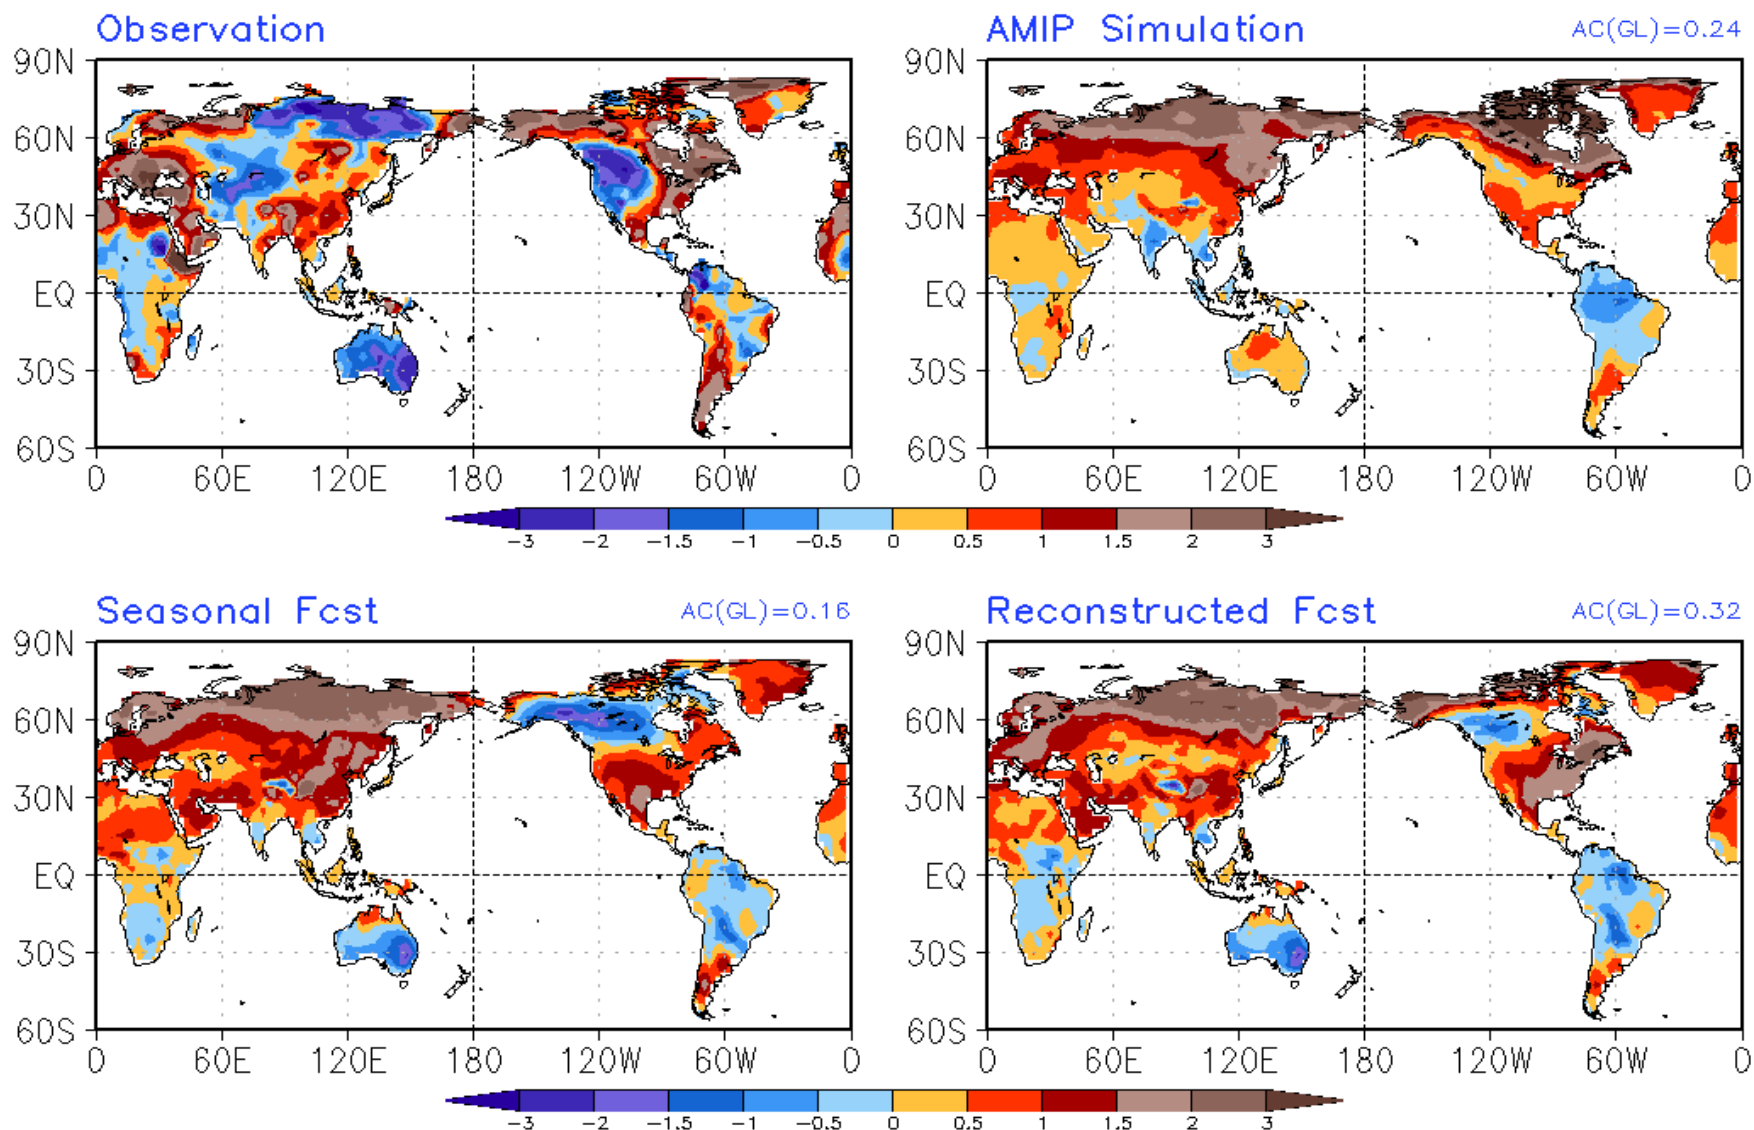 Observation
AMIP Simulation AC(GL)=0.24
90N 90N
60N 60N
30N 30N
EQ EQ
30S 30S
60S 60S
0 60E 120E 180 120W 60W 0 0 60E 120E 180 120W 60W 0
−3 −2 −1.5 −1 −0.5 0 0.5 1 1.5 2 3
Seasonal Fcst AC(GL)=0.16
Reconstructed Fcst AC(GL)=0.32
90N 90N
60N 60N
30N 30N
EQ EQ
30S 30S
60S 60S
0 60E 120E 180 120W 60W 0 0 60E 120E 180 120W 60W 0
−3 −2 −1.5 −1 −0.5 0 0.5 1 1.5 2 3